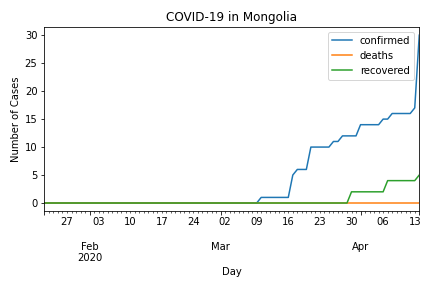 COVID-19 in Mongolia
confirmed
deaths
recovered
Number of Cases
30
25
20
15
10
5
0
27 03 10 17 24 02 09 16 23 30 06 13
Feb Mar Apr
2020
Day